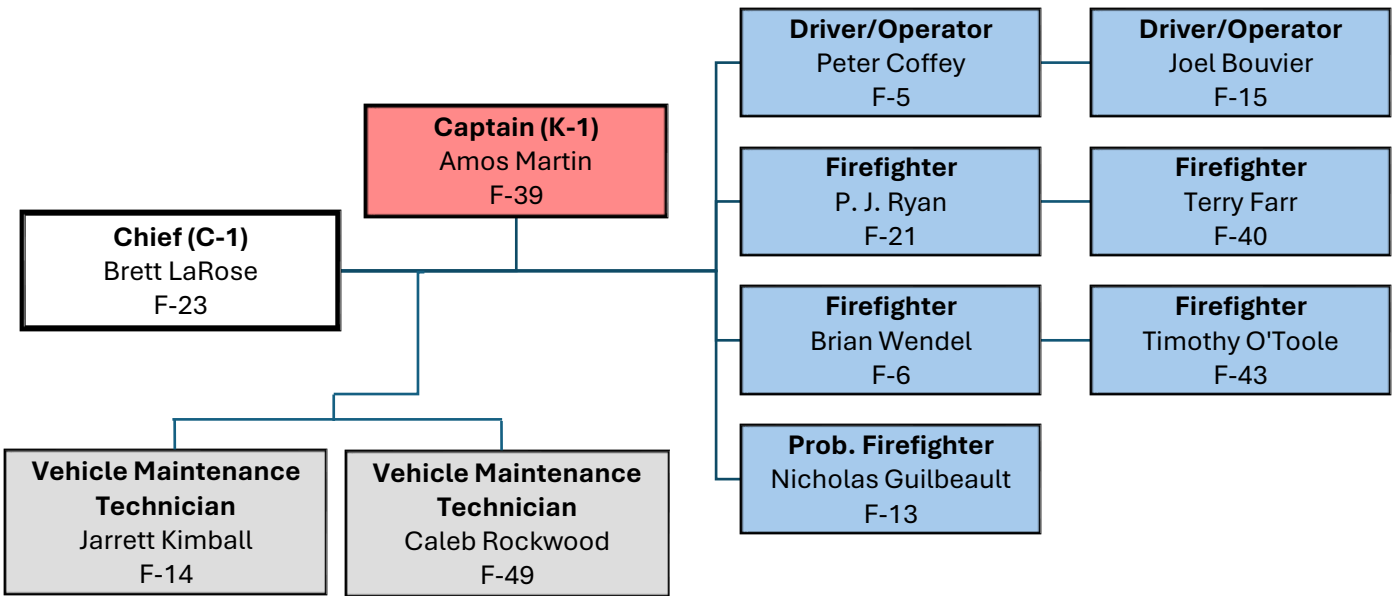 Driver/Operator
Peter Coffey
F-5
Driver/Operator
Joel Bouvier
F-15
Captain (K-1)
Amos Martin
F-39
Firefighter
P. J. Ryan
F-21
Firefighter
Terry Farr
F-40
Chief (C-1)
Brett LaRose
F-23
Firefighter
Brian Wendel
F-6
Firefighter
Timothy O'Toole
F-43
Prob. Firefighter
Nicholas Guilbeault
F-13
Vehicle Maintenance
Technician
Jarrett Kimball
F-14
Vehicle Maintenance
Technician
Caleb Rockwood
F-49